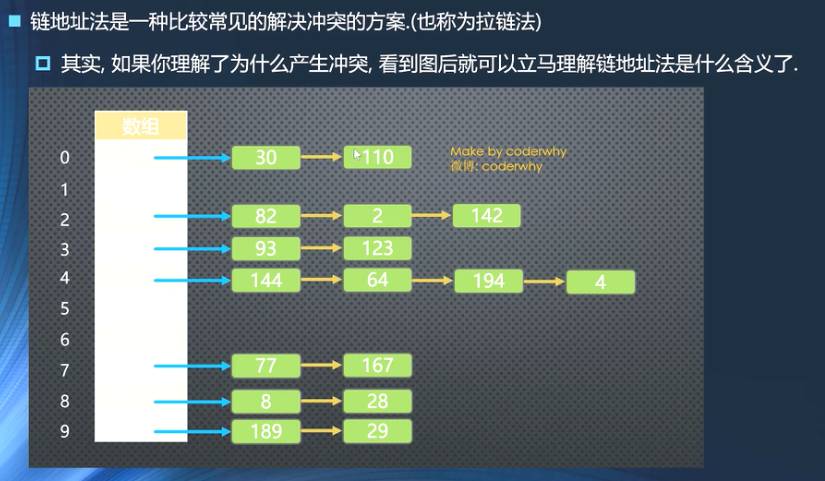 链地址法是一种比较常见的解决冲突的方案.(也称为拉链法)
其实, 如果你理解了为什么产生冲突, 看到图后就可以立马理解链地址法是什么含义了.
数组
Make by coderwhy
微博: coderwhy
0 30 110
1
2 82 2 142
3 93 123
4 144 64 194 4
5
6
7 77 167
8 8 28
9 189 29